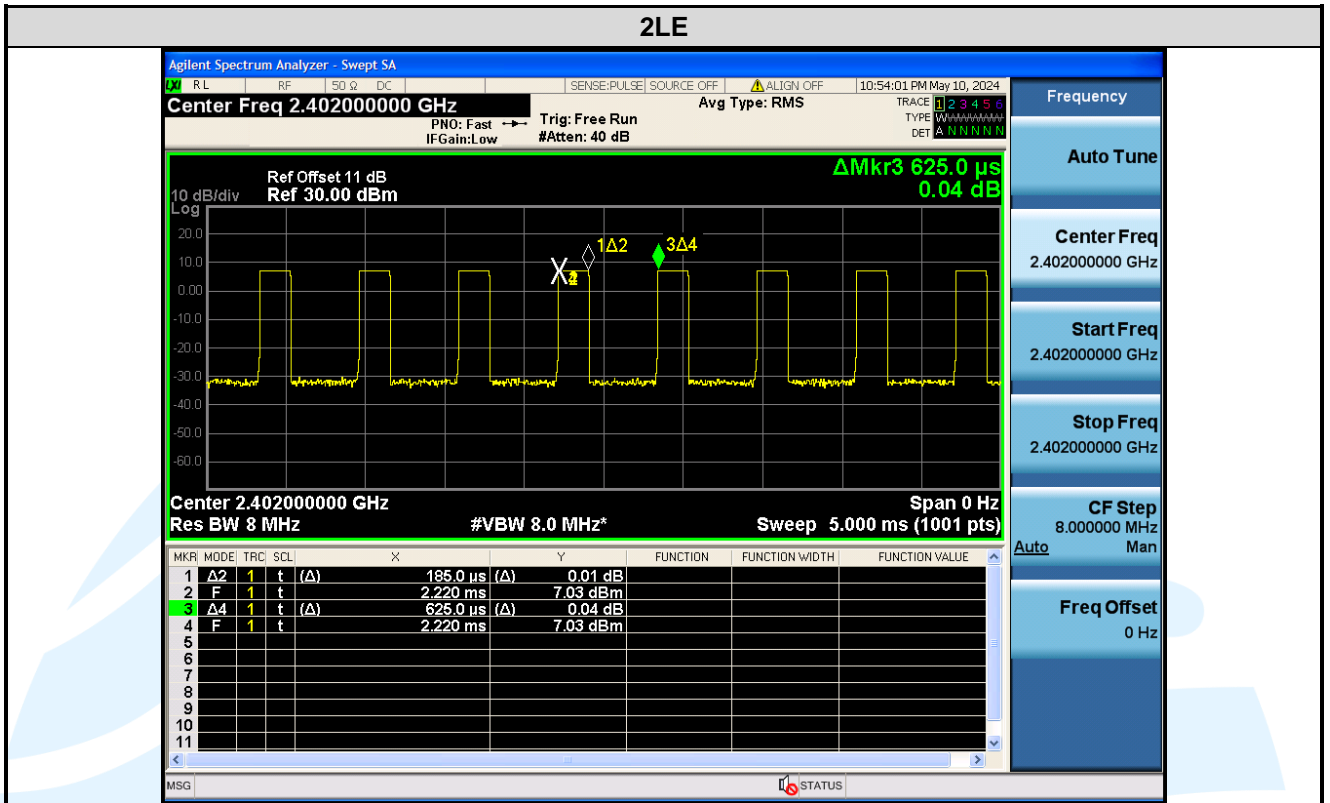 2LE
Agilent Spectrum Analyzer - Swept SA
LXI RL RF 50 Ω DC SENSE:PULSE SOURCE OFF ALIGN OFF 10:54:01 PM May 10, 2024
Center Freq 2.402000000 GHz
PNO: Fast
IFGain:Low
Trig: Free Run
#Atten: 40 dB
Avg Type: RMS
TRACE 1 2 3 4 5 6
TYPE W
DET A N N N N N
ΔMkr3 625.0 µs
0.04 dB
Ref Offset 11 dB
10 dB/div Ref 30.00 dBm
Log
20.0
10.0
0.00
-10.0
-20.0
-30.0
-40.0
-50.0
-60.0
1Δ2
3Δ4
Center 2.402000000 GHz Span 0 Hz
Res BW 8 MHz #VBW 8.0 MHz* Sweep 5.000 ms (1001 pts)
MKR MODE TRC SCL X Y FUNCTION FUNCTION WIDTH FUNCTION VALUE
1 Δ2 1 t (Δ) 185.0 µs (Δ) 0.01 dB
2 F 1 t 2.220 ms 7.03 dBm
3 Δ4 1 t (Δ) 625.0 µs (Δ) 0.04 dB
4 F 1 t 2.220 ms 7.03 dBm
5
6
7
8
9
10
11
MSG STATUS
Frequency
Auto Tune
Center Freq
2.402000000 GHz
Start Freq
2.402000000 GHz
Stop Freq
2.402000000 GHz
CF Step
8.000000 MHz
Auto Man
Freq Offset
0 Hz